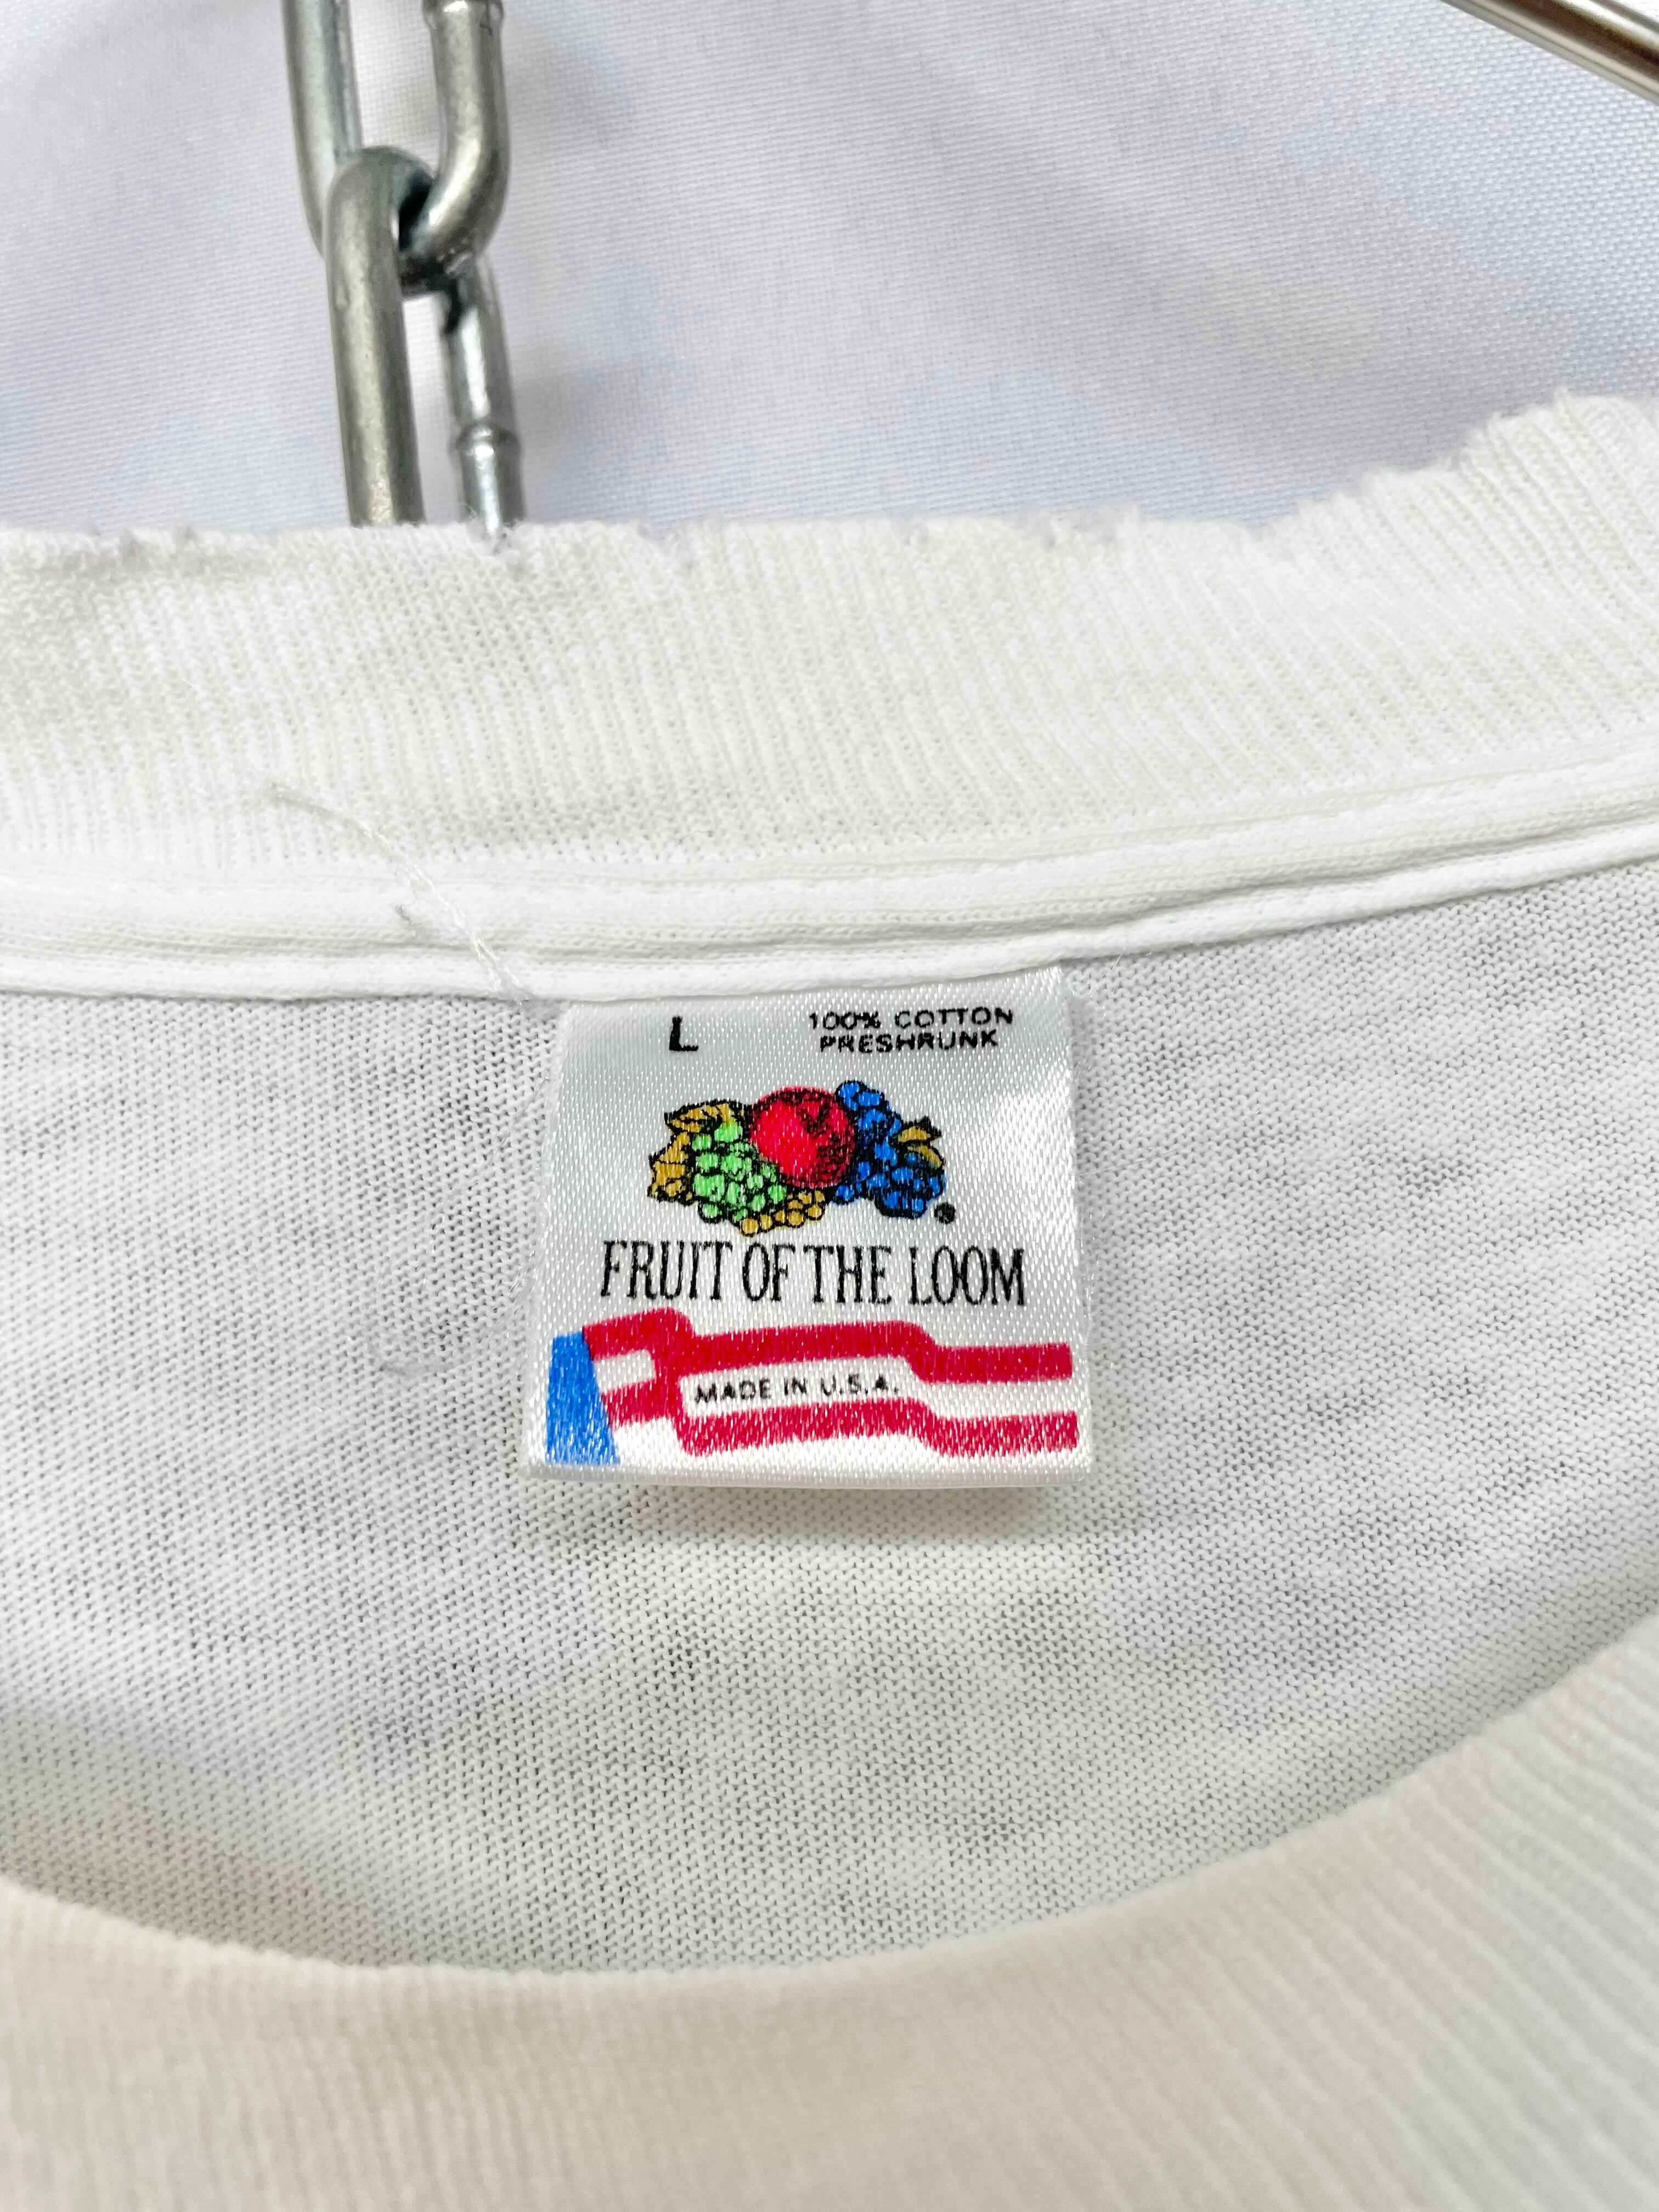 L
100% COTTON
PRESHRUNK
FRUIT OF THE LOOM
MADE IN U.S.A.